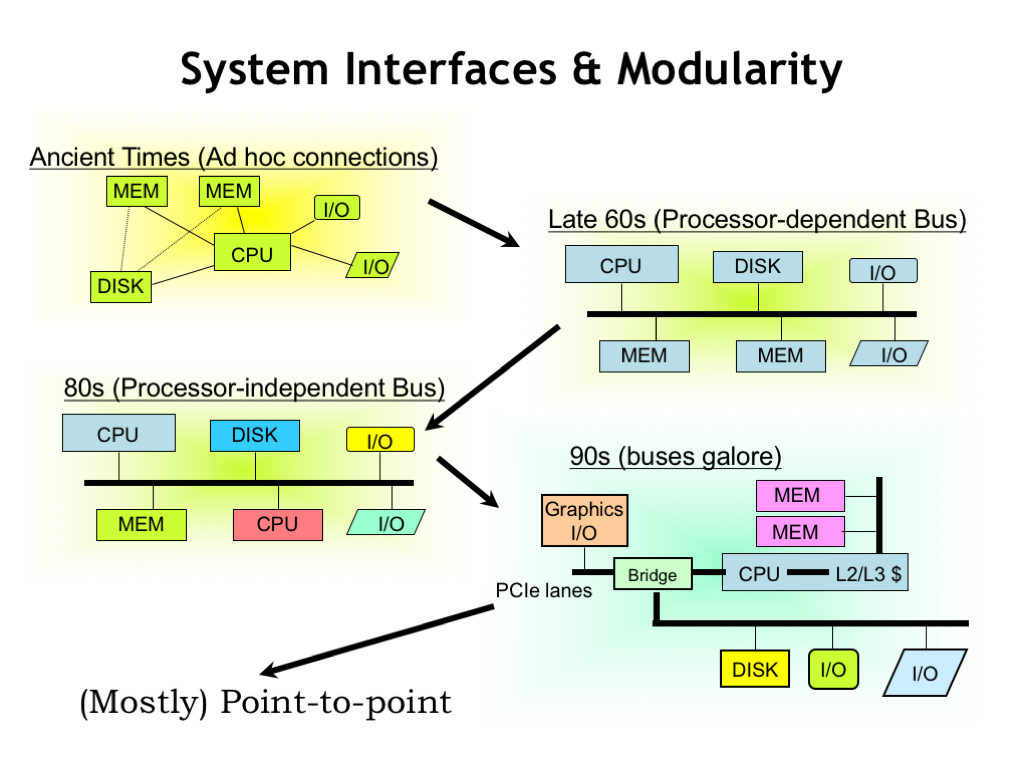 System Interfaces & Modularity
Ancient Times (Ad hoc connections)
MEM
MEM
I/O
CPU
I/O
DISK
Late 60s (Processor-dependent Bus)
CPU
DISK
I/O
MEM
MEM
I/O
80s (Processor-independent Bus)
CPU
DISK
I/O
MEM
CPU
I/O
90s (buses galore)
MEM
Graphics
I/O
MEM
Bridge
CPU
L2/L3 $
PCIe lanes
DISK
I/O
I/O
(Mostly) Point-to-point